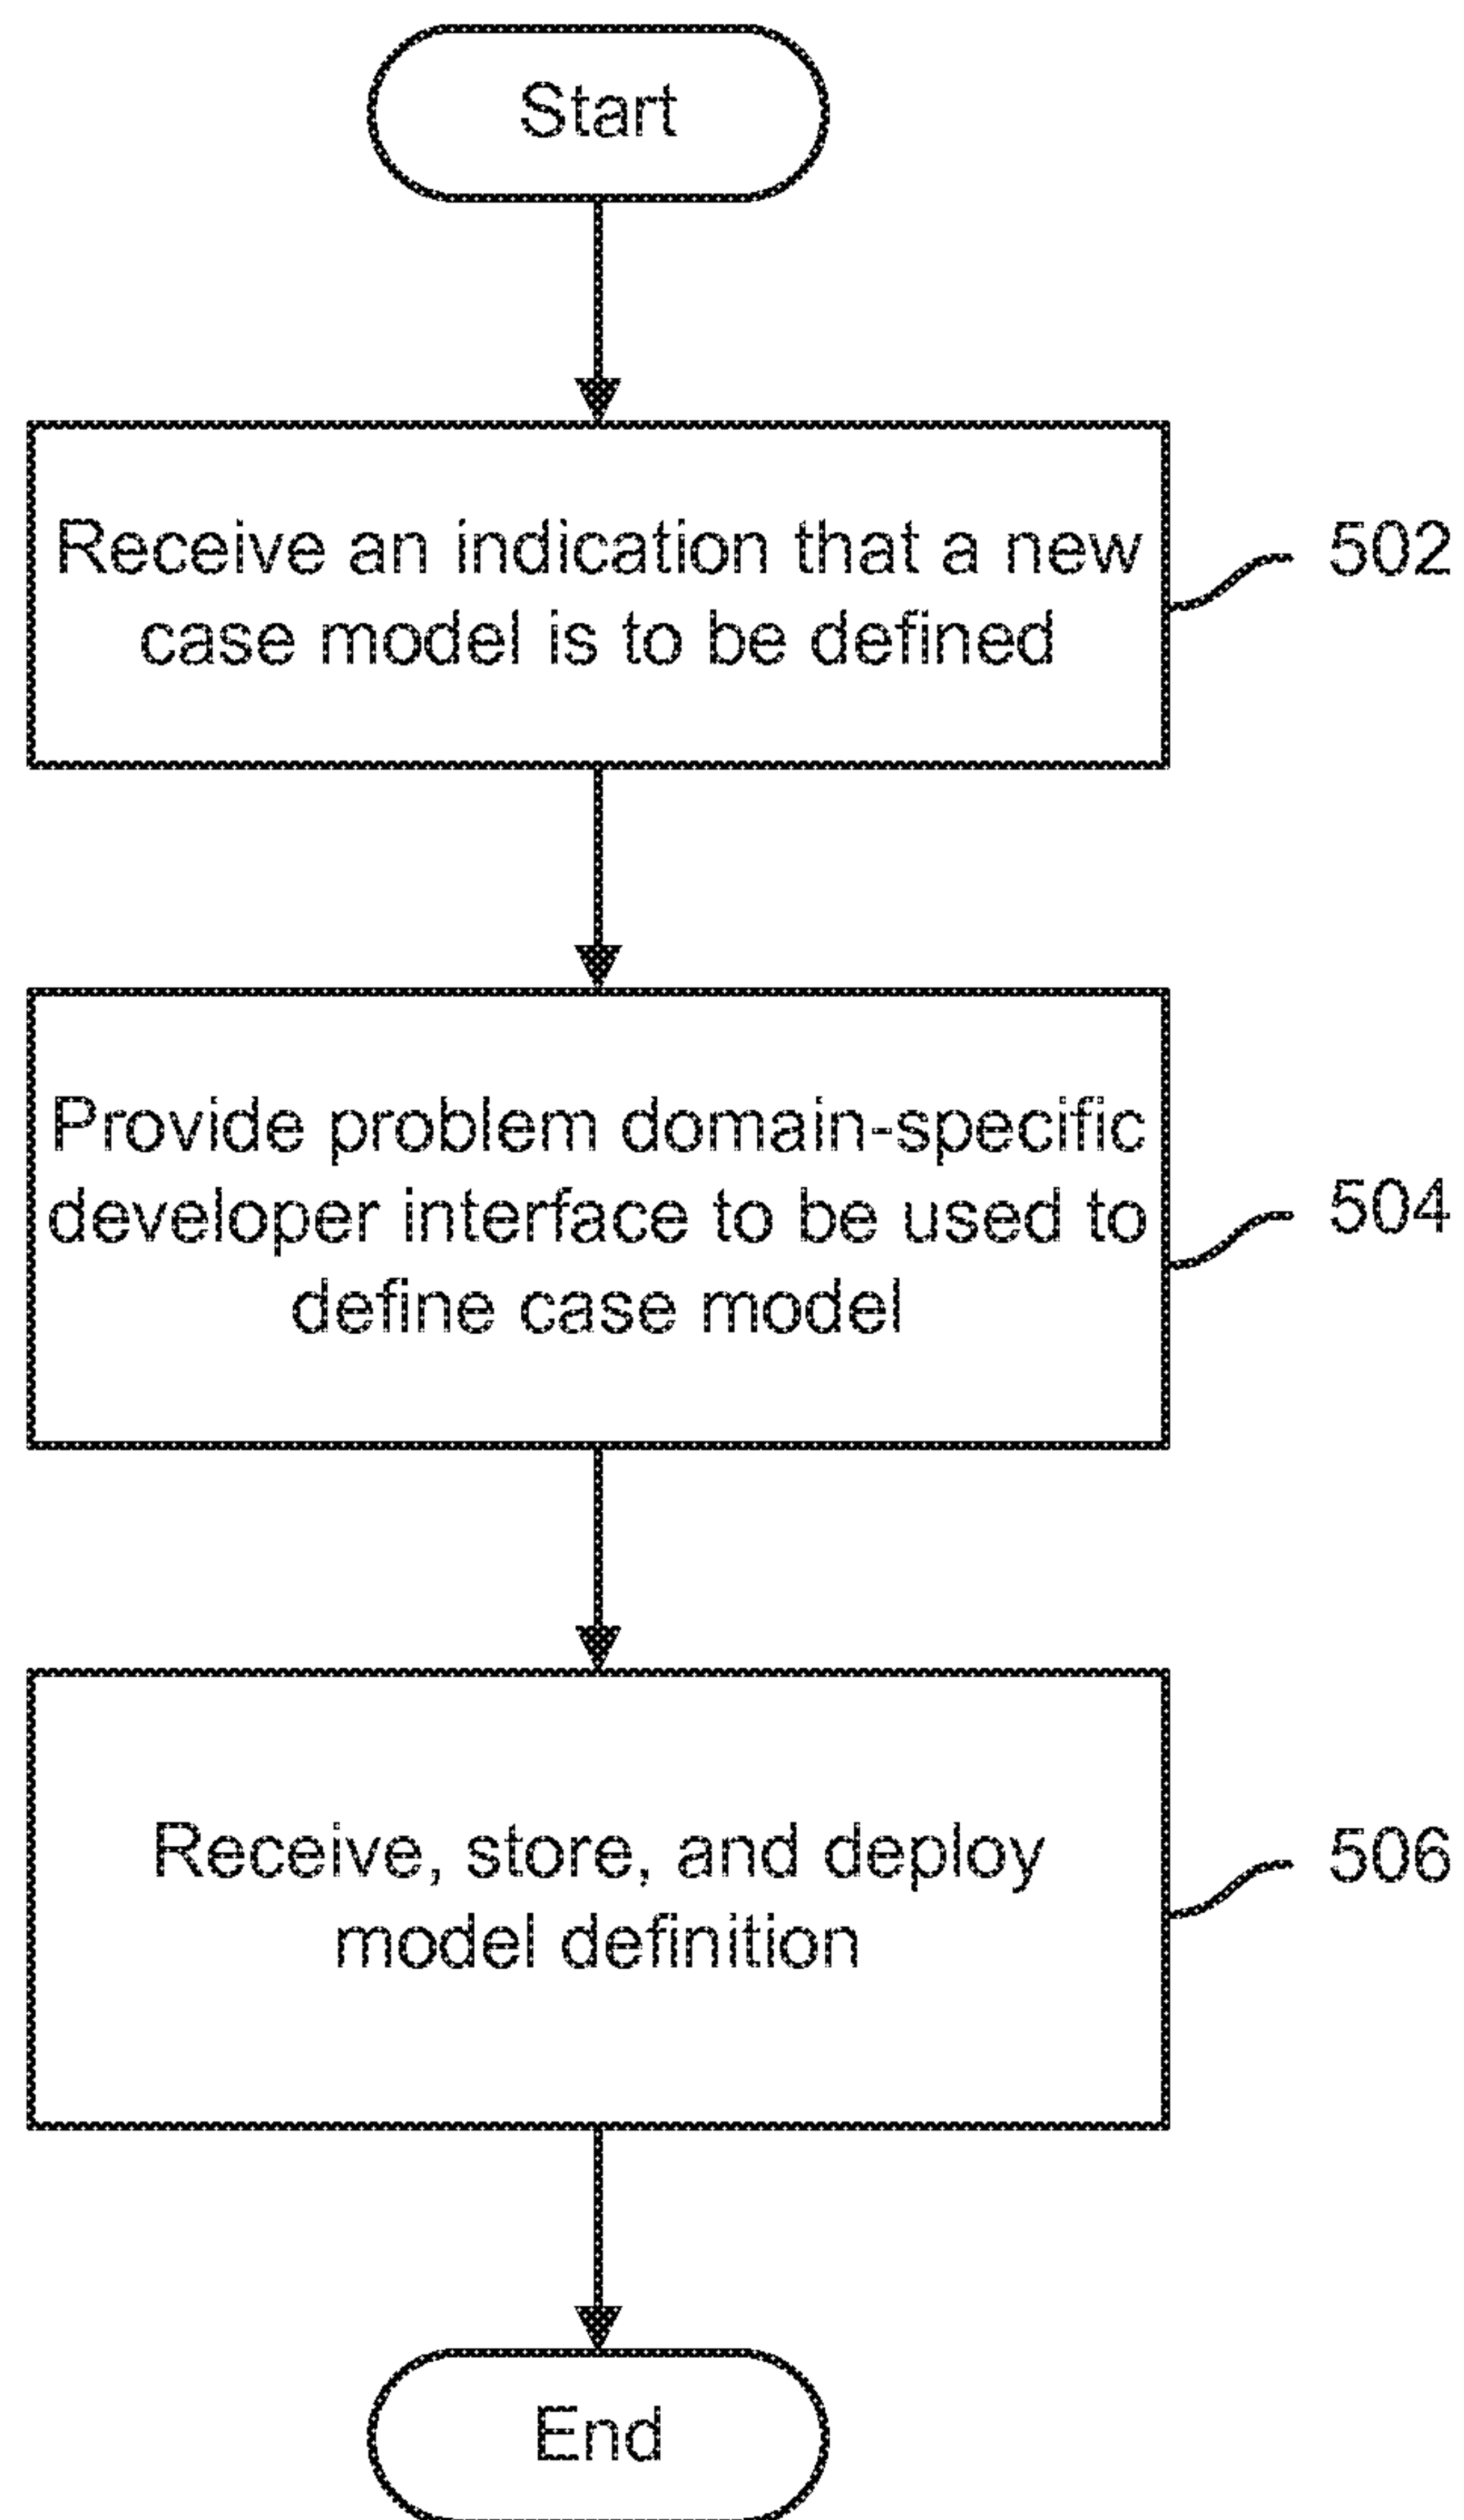 Start
Receive an indication that a new
case model is to be defined
502
Provide problem domain-specific
developer interface to be used to
define case model
504
Receive, store, and deploy
model definition
506
End